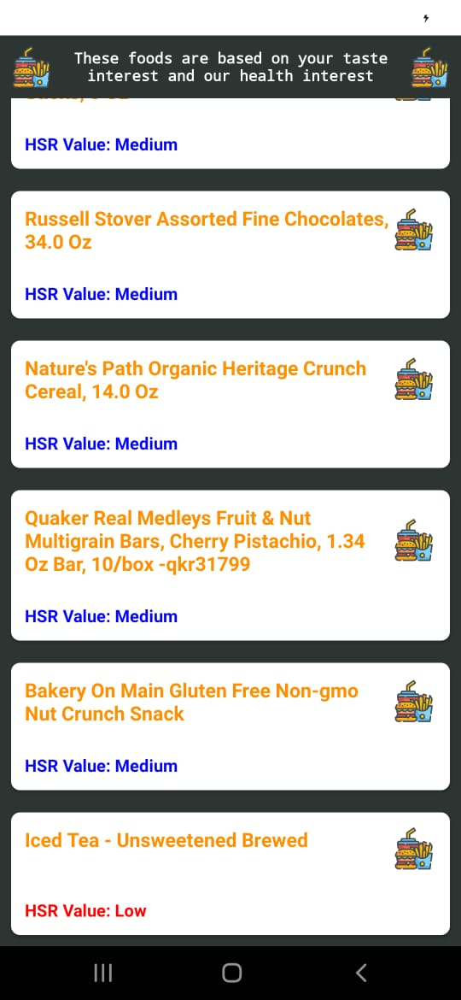 These foods are based on your taste
interest and our health interest
HSR Value: Medium
Russell Stover Assorted Fine Chocolates,
34.0 Oz
HSR Value: Medium
Nature's Path Organic Heritage Crunch
Cereal, 14.0 Oz
HSR Value: Medium
Quaker Real Medleys Fruit & Nut
Multigrain Bars, Cherry Pistachio, 1.34
Oz Bar, 10/box -qkr31799
HSR Value: Medium
Bakery On Main Gluten Free Non-gmo
Nut Crunch Snack
HSR Value: Medium
Iced Tea - Unsweetened Brewed
HSR Value: Low